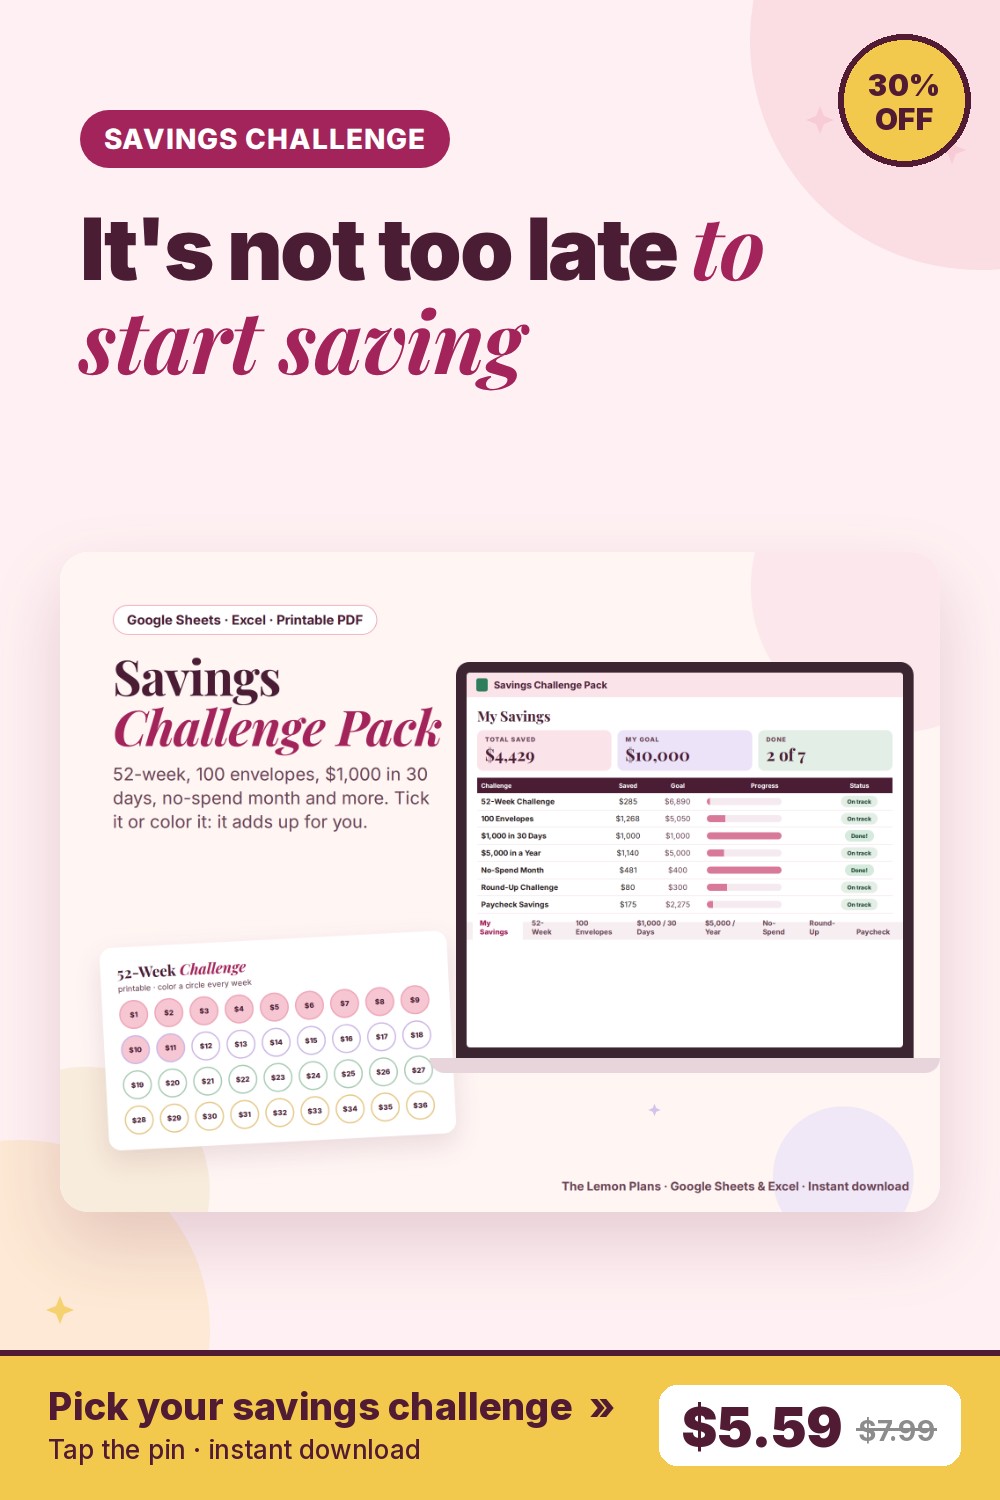 30%
OFF
SAVINGS CHALLENGE
It's not too late to
start saving
Google Sheets · Excel · Printable PDF
Savings
Challenge Pack
52-week, 100 envelopes, $1,000 in 30
days, no-spend month and more. Tick
it or color it: it adds up for you.
Savings Challenge Pack
My Savings
TOTAL SAVED
$4,429
MY GOAL
$10,000
DONE
2 of 7
Challenge Saved Goal Progress Status
52-Week Challenge $285 $6,890 On track
100 Envelopes $1,268 $5,050 On track
$1,000 in 30 Days $1,000 $1,000 Done!
$5,000 in a Year $1,140 $5,000 On track
No-Spend Month $481 $400 Done!
Round-Up Challenge $80 $300 On track
Paycheck Savings $175 $2,275 On track
My Savings 52-Week 100 Envelopes $1,000 / 30 Days $5,000 / Year No-Spend Round-Up Paycheck
52-Week Challenge
printable · color a circle every week
$1 $2 $3 $4 $5 $6 $7 $8 $9
$10 $11 $12 $13 $14 $15 $16 $17 $18
$19 $20 $21 $22 $23 $24 $25 $26 $27
$28 $29 $30 $31 $32 $33 $34 $35 $36
The Lemon Plans · Google Sheets & Excel · Instant download
Pick your savings challenge »
Tap the pin · instant download
$5.59 $7.99